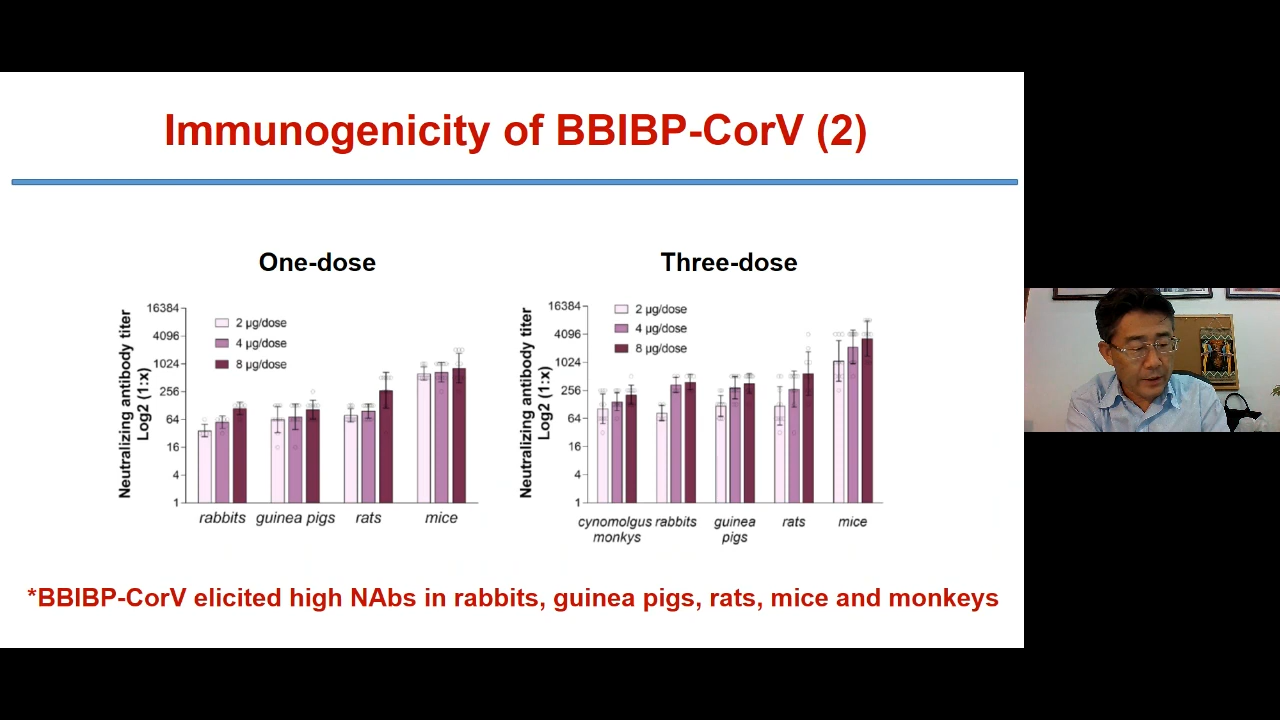 Immunogenicity of BBIBP-CorV (2)
One-dose
Three-dose
Neutralizing antibody titer
Log2 (1:x)
16384
4096
1024
256
64
16
4
1
2 μg/dose
4 μg/dose
8 μg/dose
rabbits
guinea pigs
rats
mice
Neutralizing antibody titer
Log2 (1:x)
16384
4096
1024
256
64
16
4
1
2 μg/dose
4 μg/dose
8 μg/dose
cynomolgus
monkys
rabbits
guinea
pigs
rats
mice
*BBIBP-CorV elicited high NAbs in rabbits, guinea pigs, rats, mice and monkeys